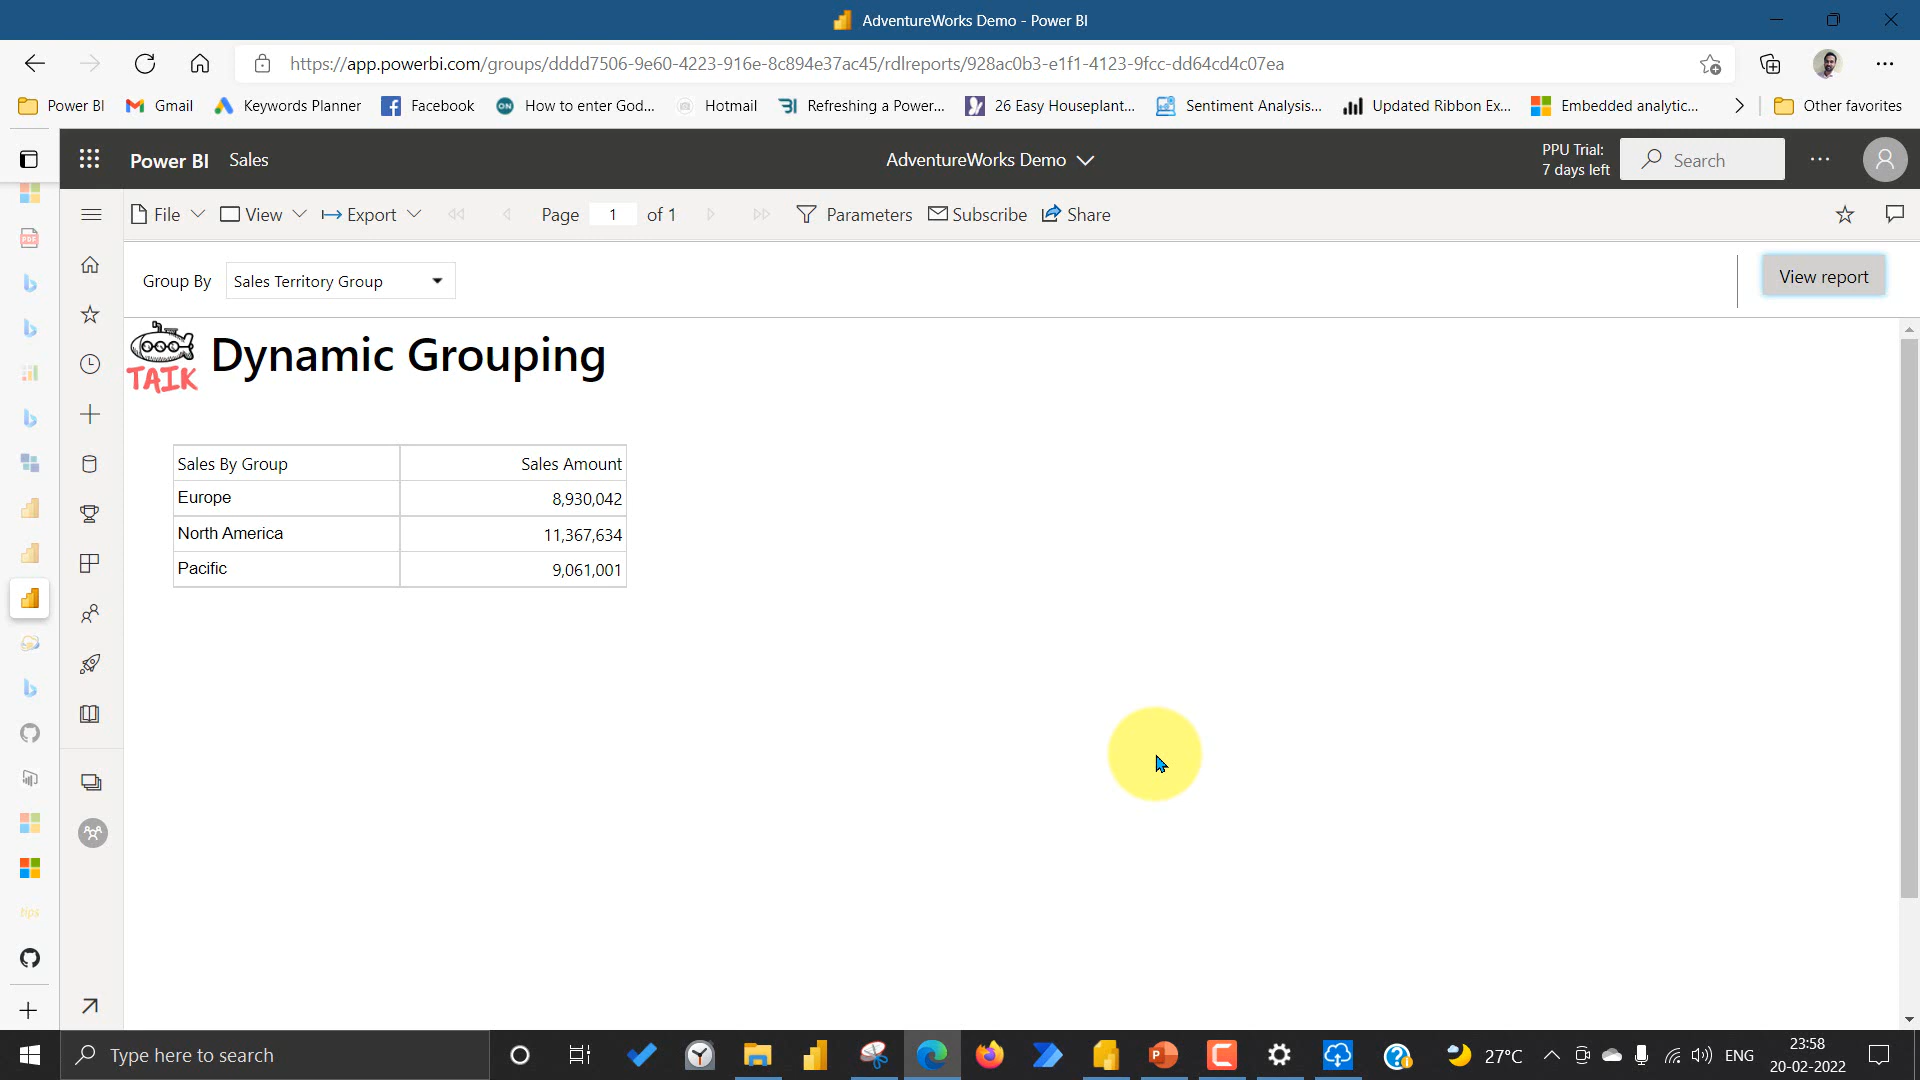 AdventureWorks Demo - Power BI
https://app.powerbi.com/groups/dddd7506-9e60-4223-916e-8c894e37ac45/rdlreports/928ac0b3-e1f1-4123-9fcc-dd64cd4c07ea
Power BI Gmail Keywords Planner Facebook How to enter God... Hotmail Refreshing a Power... 26 Easy Houseplant... Sentiment Analysis... Updated Ribbon Ex... Embedded analytic... Other favorites
Power BI Sales AdventureWorks Demo PPU Trial: 7 days left Search
File View Export Page 1 of 1 Parameters Subscribe Share
Group By Sales Territory Group View report
TAIK Dynamic Grouping
Sales By Group Sales Amount
Europe 8,930,042
North America 11,367,634
Pacific 9,061,001
tips
Type here to search 27°C ENG 23:58
20-02-2022